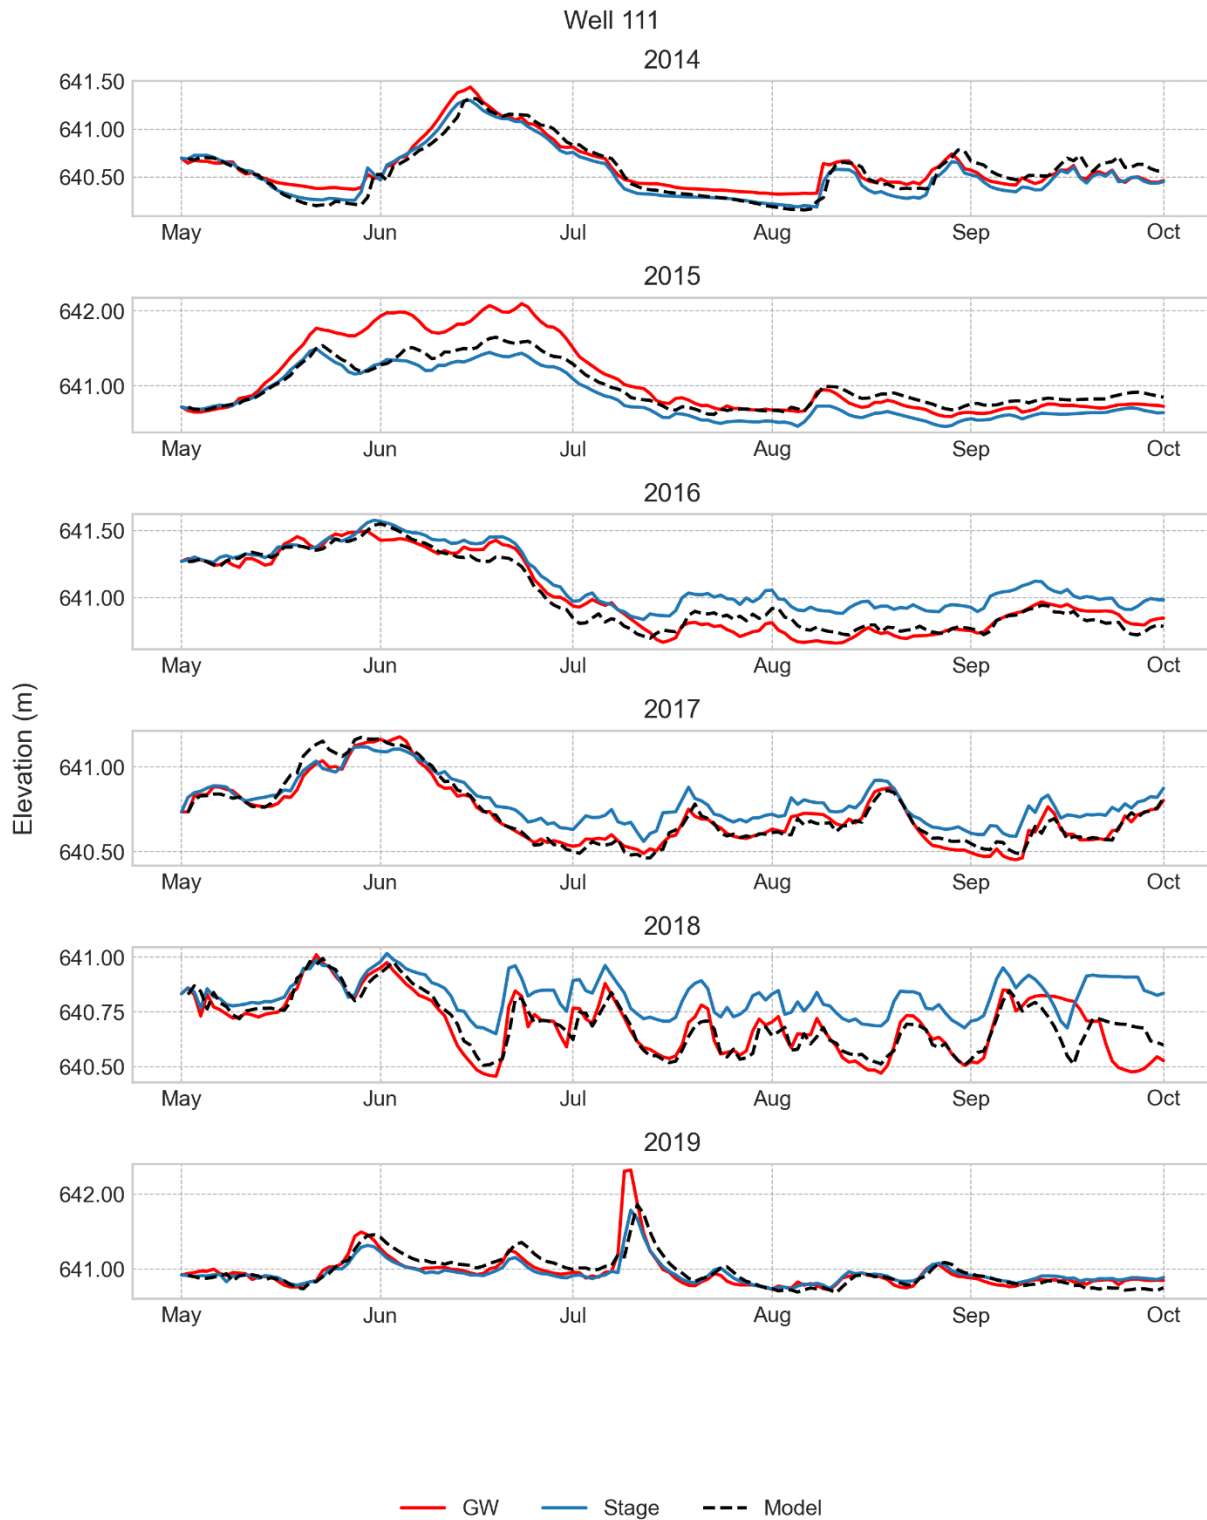 Well 111
2014
641.50
641.00
640.50
May Jun Jul Aug Sep Oct
2015
642.00
641.00
May Jun Jul Aug Sep Oct
2016
641.50
641.00
May Jun Jul Aug Sep Oct
Elevation (m)
2017
641.00
640.50
May Jun Jul Aug Sep Oct
2018
641.00
640.75
640.50
May Jun Jul Aug Sep Oct
2019
642.00
641.00
May Jun Jul Aug Sep Oct
GW Stage Model